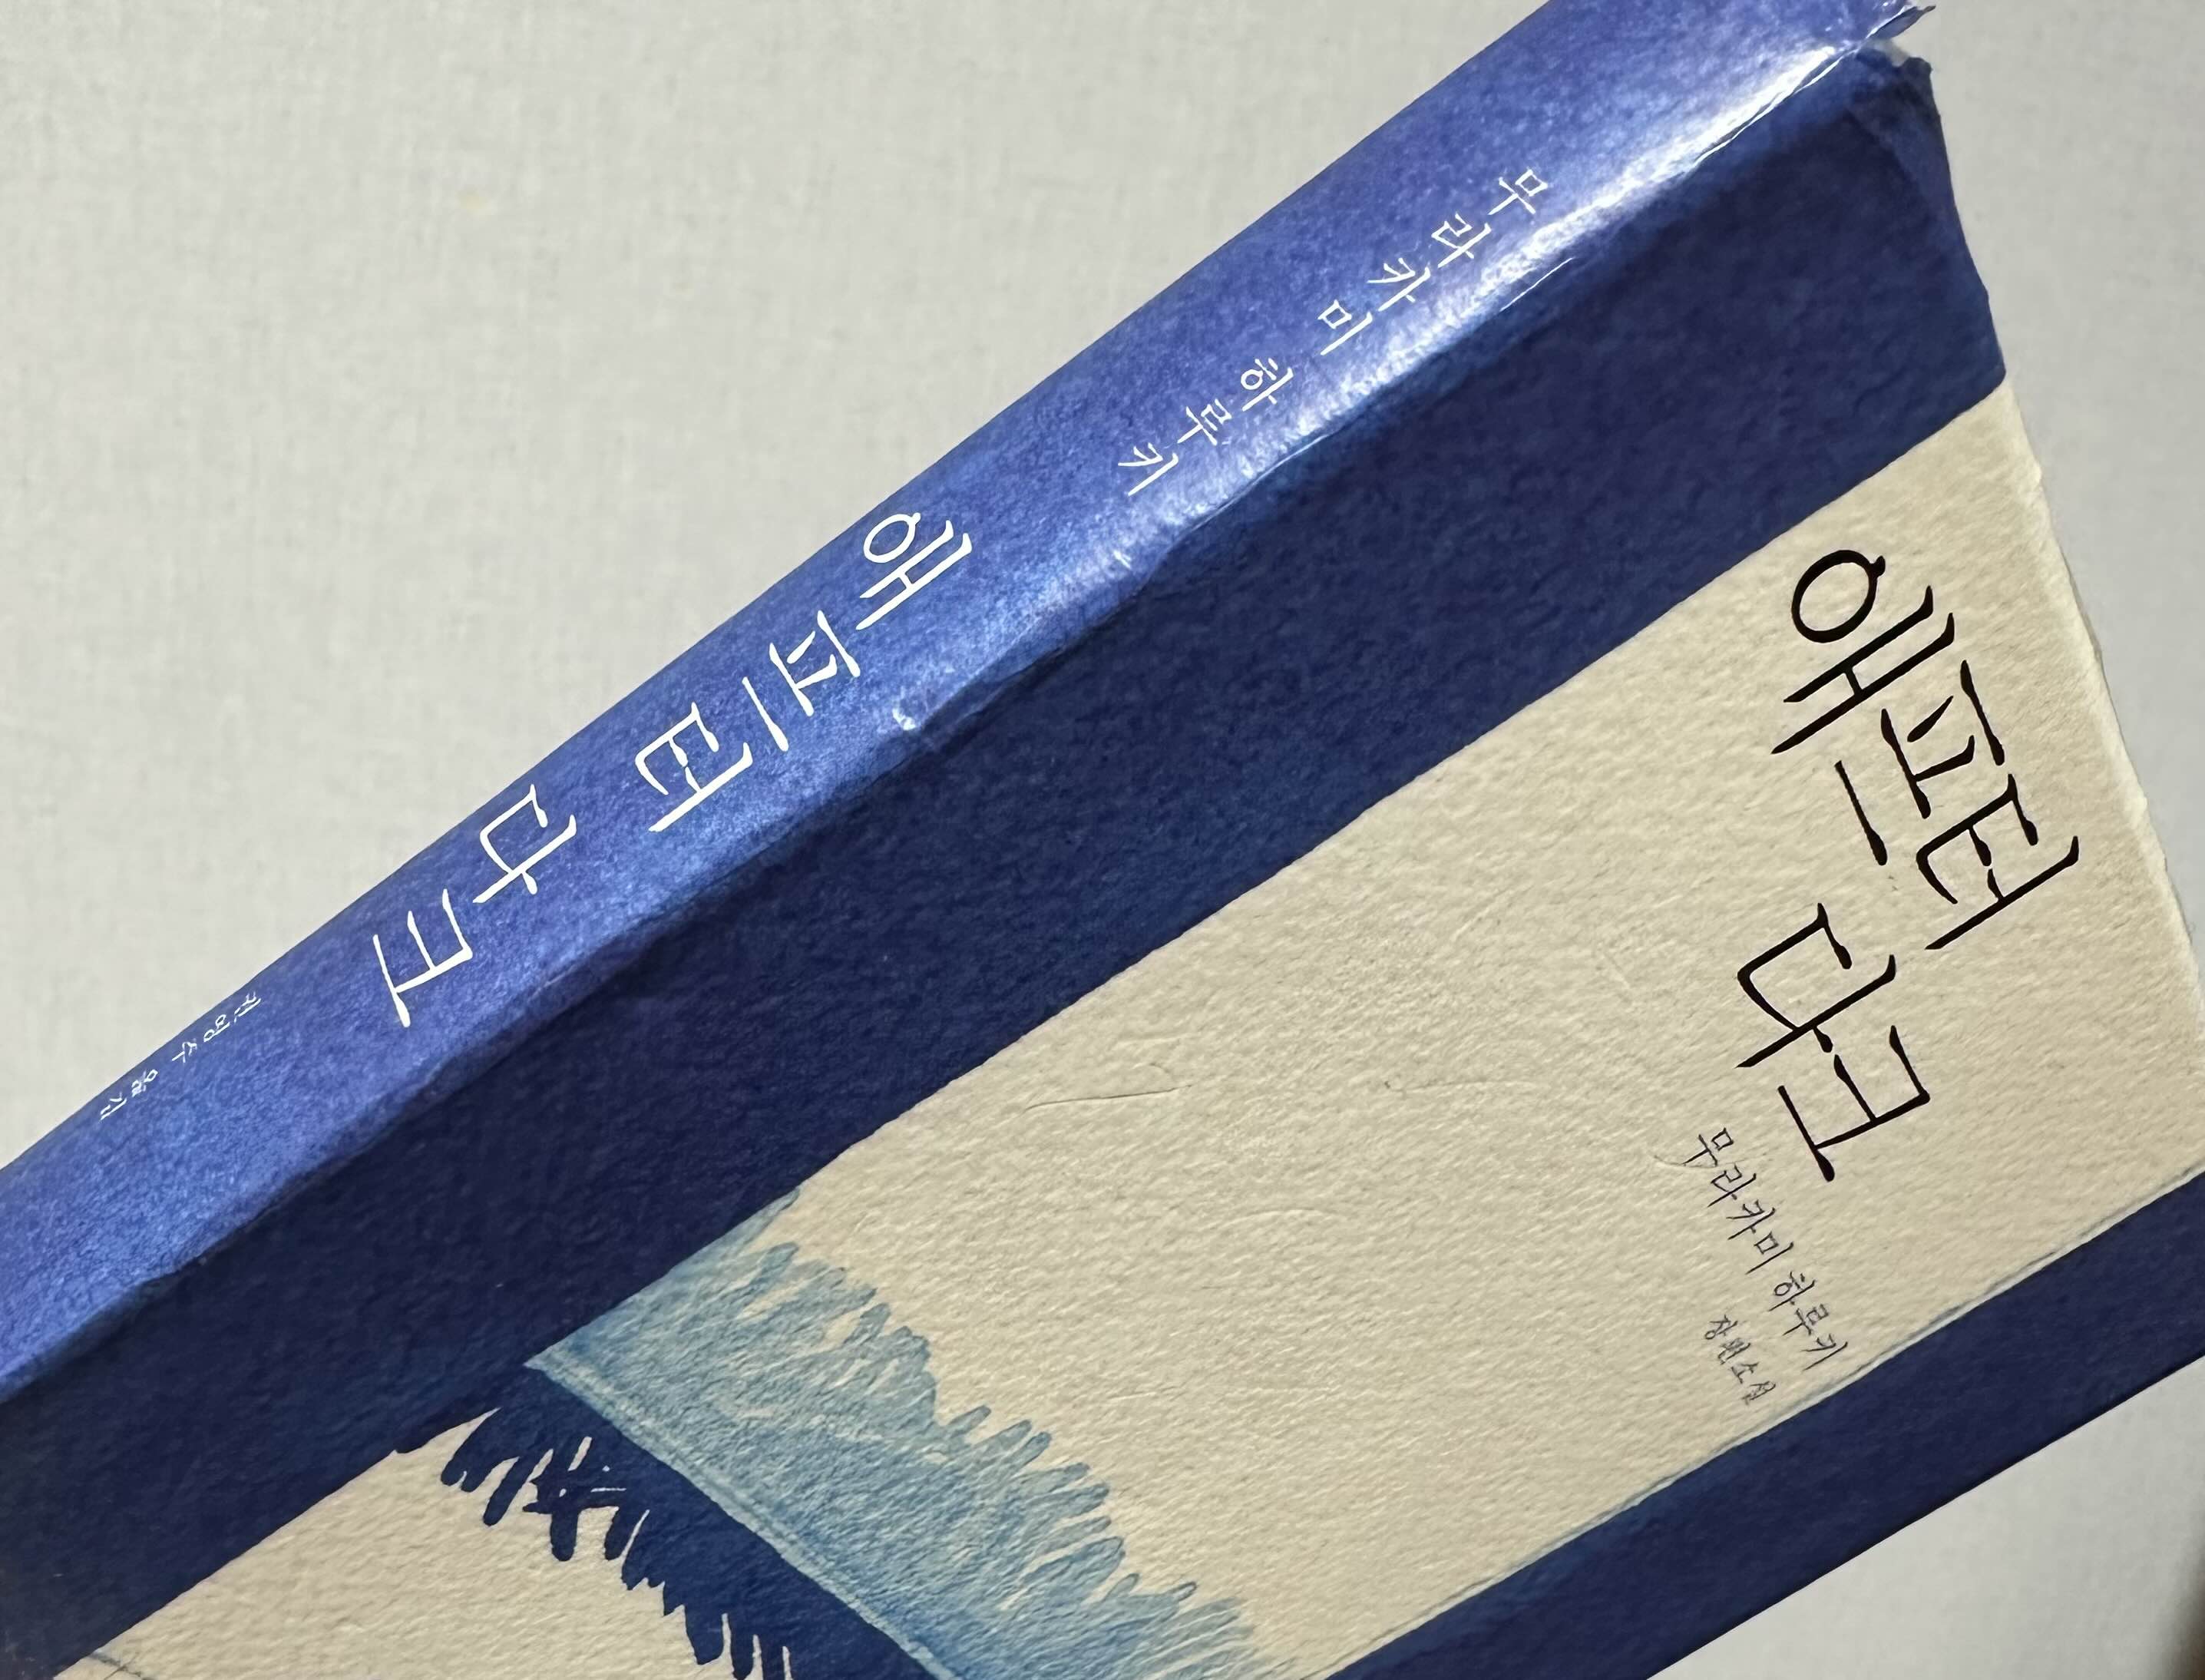 무라카미 하루키
애프터 다크
권영주 옮김
애프터
다크
무라카미 하루키
장편소설